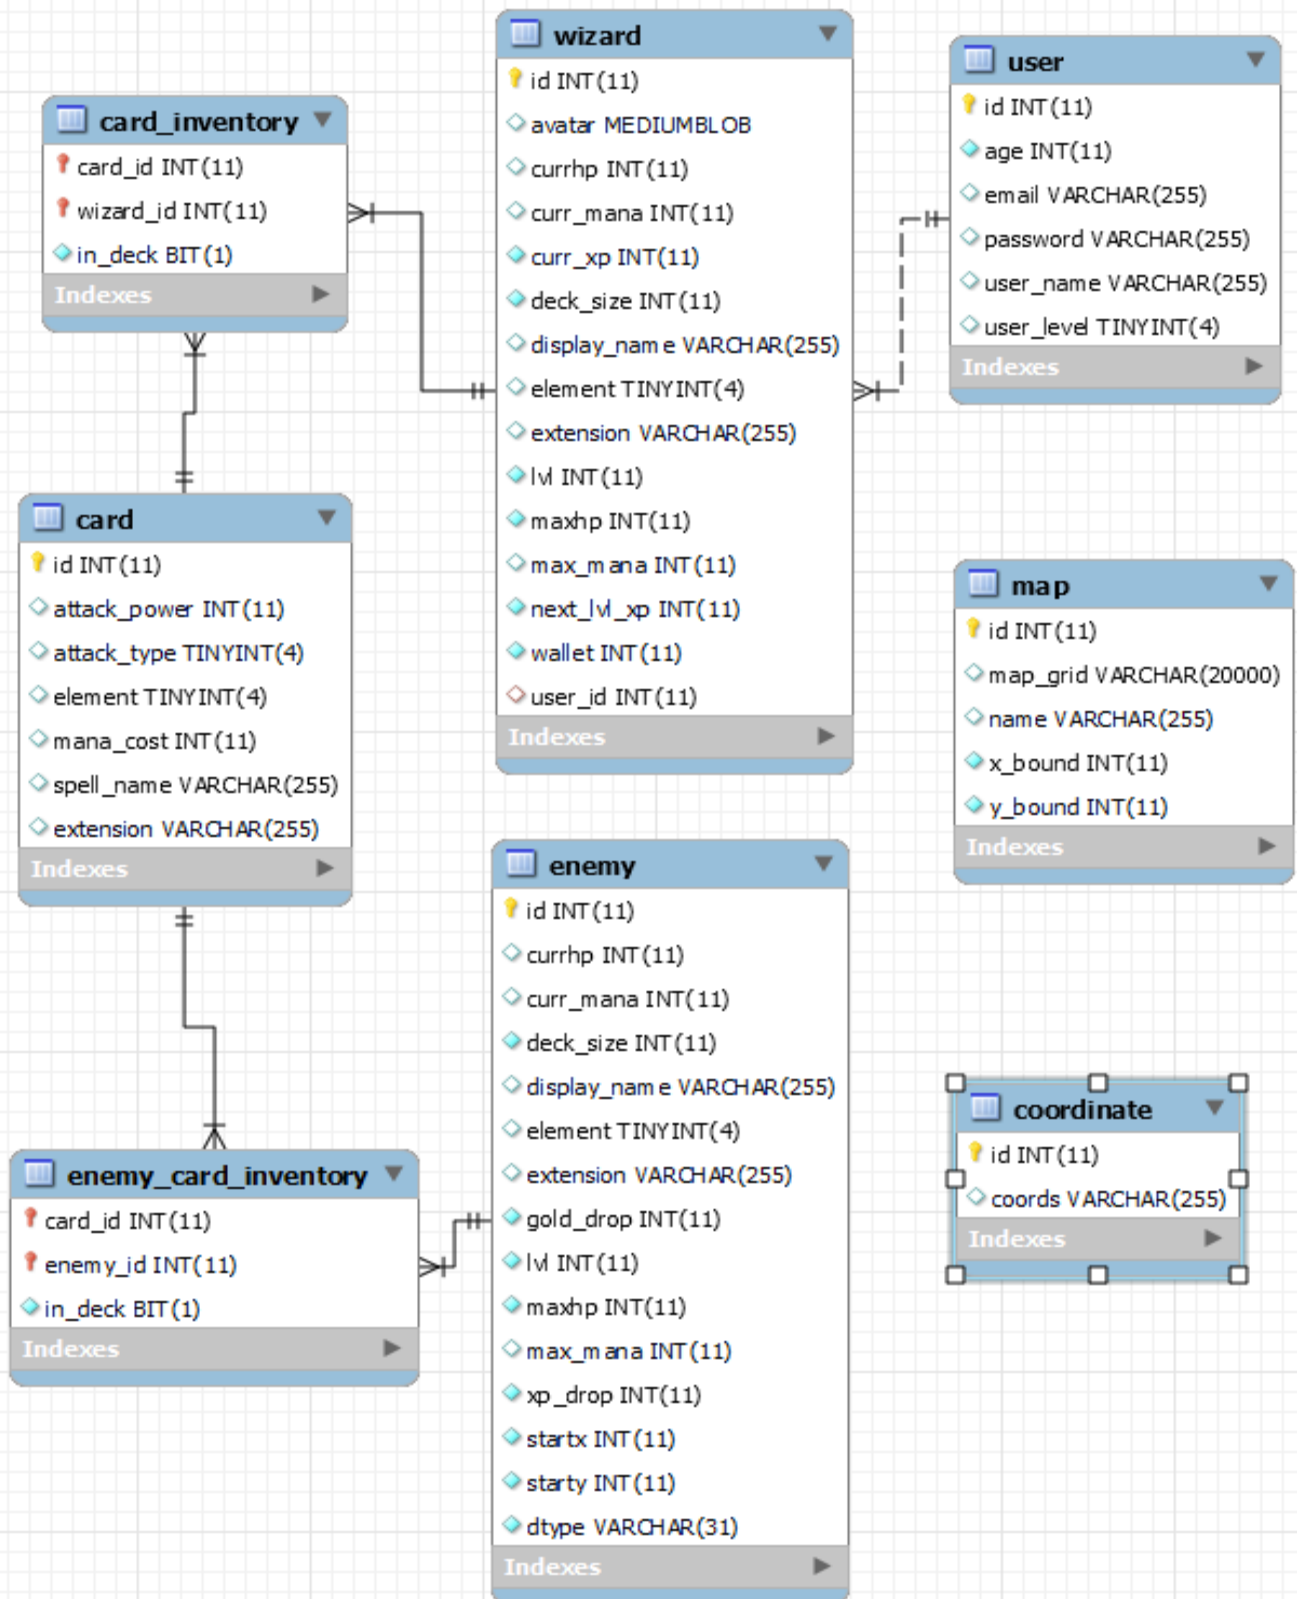 card_inventory
card_id INT(11)
wizard_id INT(11)
in_deck BIT(1)
Indexes
card
id INT(11)
attack_power INT(11)
attack_type TINYINT(4)
element TINYINT(4)
mana_cost INT(11)
spell_name VARCHAR(255)
extension VARCHAR(255)
Indexes
enemy_card_inventory
card_id INT(11)
enemy_id INT(11)
in_deck BIT(1)
Indexes
wizard
id INT(11)
avatar MEDIUMBLOB
currhp INT(11)
curr_mana INT(11)
curr_xp INT(11)
deck_size INT(11)
display_name VARCHAR(255)
element TINYINT(4)
extension VARCHAR(255)
lvl INT(11)
maxhp INT(11)
max_mana INT(11)
next_lvl_xp INT(11)
wallet INT(11)
user_id INT(11)
Indexes
enemy
id INT(11)
currhp INT(11)
curr_mana INT(11)
deck_size INT(11)
display_name VARCHAR(255)
element TINYINT(4)
extension VARCHAR(255)
gold_drop INT(11)
lvl INT(11)
maxhp INT(11)
max_mana INT(11)
xp_drop INT(11)
startx INT(11)
starty INT(11)
dtype VARCHAR(31)
Indexes
user
id INT(11)
age INT(11)
email VARCHAR(255)
password VARCHAR(255)
user_name VARCHAR(255)
user_level TINYINT(4)
Indexes
map
id INT(11)
map_grid VARCHAR(20000)
name VARCHAR(255)
x_bound INT(11)
y_bound INT(11)
Indexes
coordinate
id INT(11)
coords VARCHAR(255)
Indexes